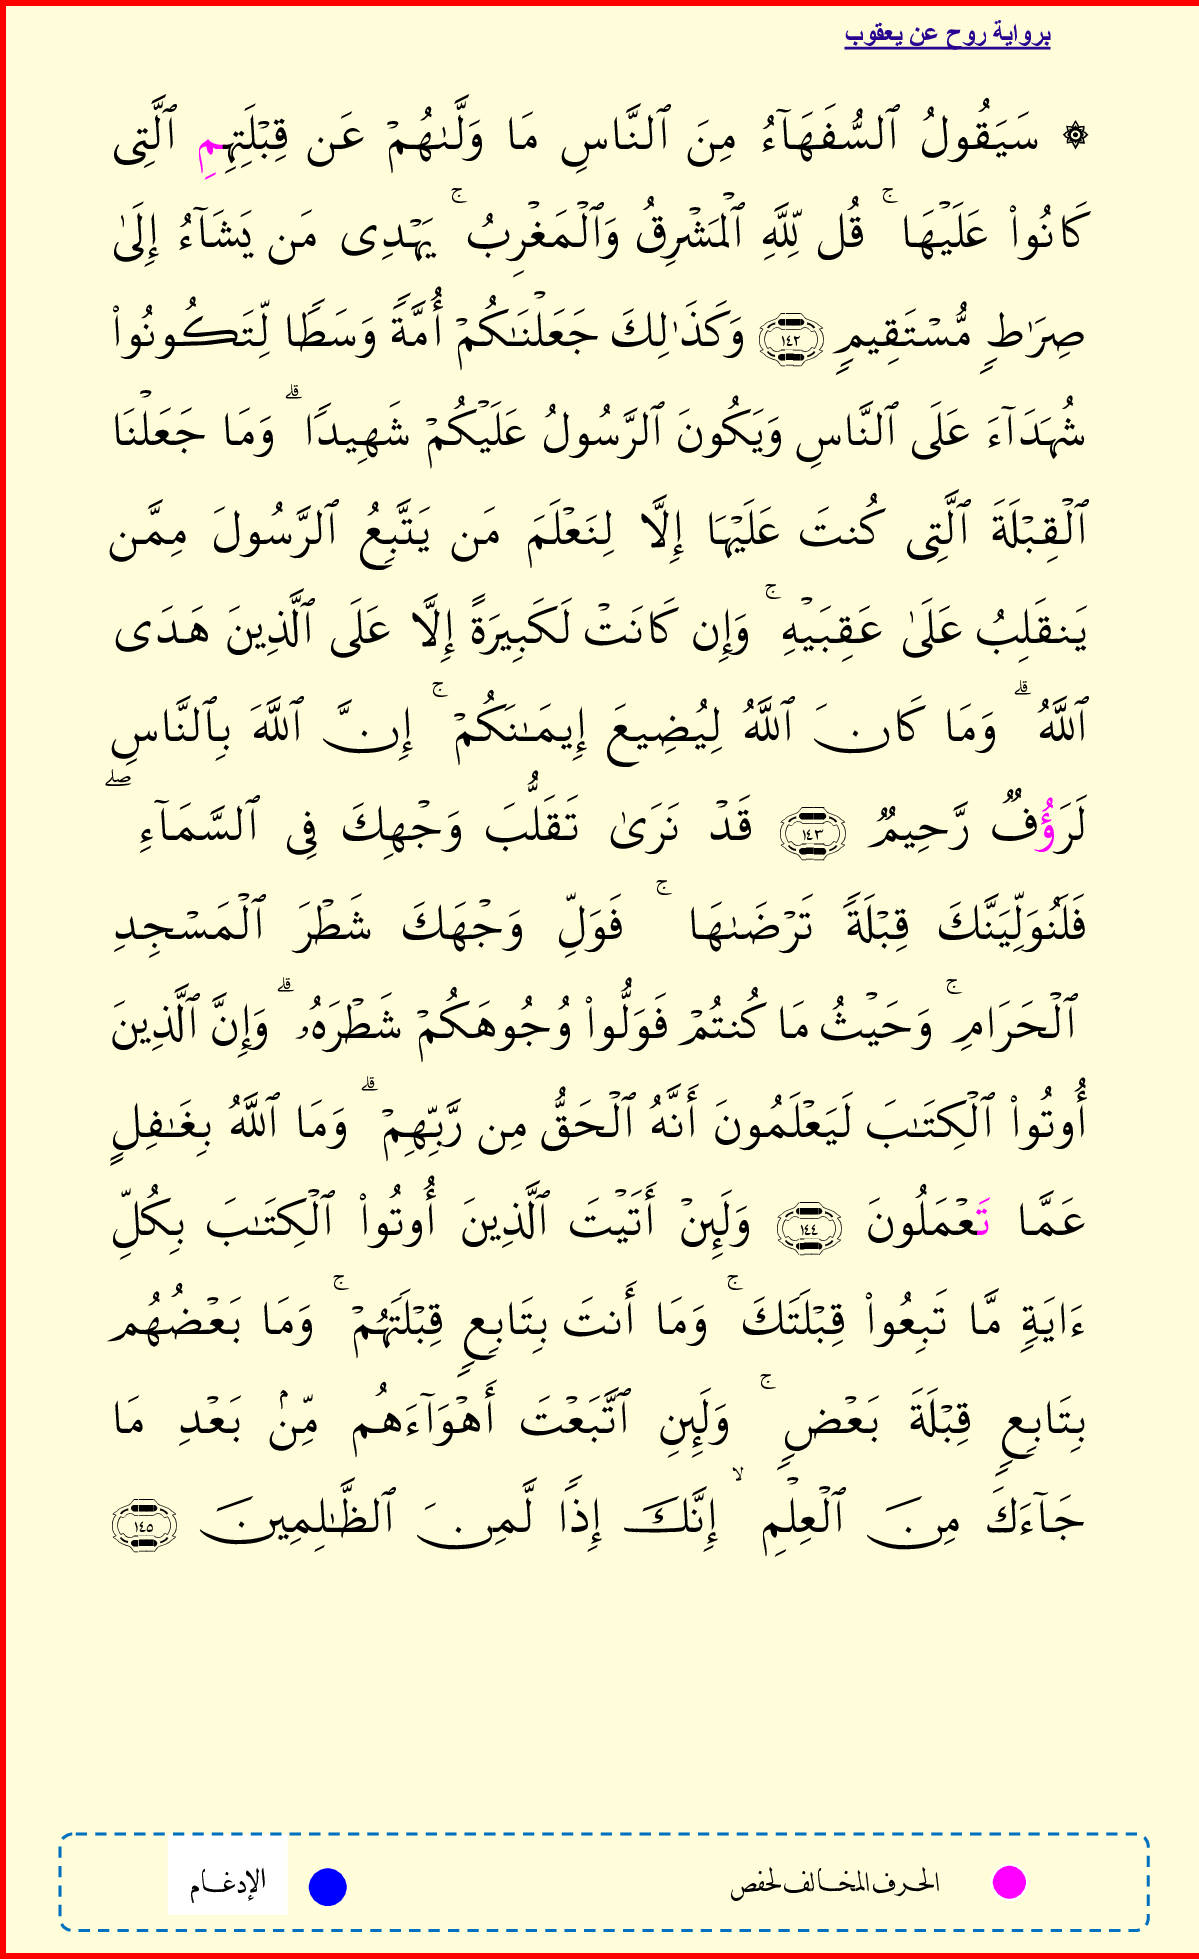 برواية روح عن يعقوب
۞ سَيَقُولُ ٱلسُّفَهَآءُ مِنَ ٱلنَّاسِ مَا وَلَّىٰهُمۡ عَن قِبۡلَتِهِمِ ٱلَّتِى
كَانُوا۟ عَلَيۡهَا ۚ قُل لِّلَّهِ ٱلۡمَشۡرِقُ وَٱلۡمَغۡرِبُ ۚ يَهۡدِى مَن يَشَآءُ إِلَىٰ
صِرَٰطٍ مُّسۡتَقِيمٍ ١٤٢ وَكَذَٰلِكَ جَعَلۡنَٰكُمۡ أُمَّةً وَسَطًا لِّتَكُونُوا۟
شُهَدَآءَ عَلَى ٱلنَّاسِ وَيَكُونَ ٱلرَّسُولُ عَلَيۡكُمۡ شَهِيدًا ۗ وَمَا جَعَلۡنَا
ٱلۡقِبۡلَةَ ٱلَّتِى كُنتَ عَلَيۡهَا إِلَّا لِنَعۡلَمَ مَن يَتَّبِعُ ٱلرَّسُولَ مِمَّن
يَنقَلِبُ عَلَىٰ عَقِبَيۡهِ ۚ وَإِن كَانَتۡ لَكَبِيرَةً إِلَّا عَلَى ٱلَّذِينَ هَدَى
ٱللَّهُ ۗ وَمَا كَانَ ٱللَّهُ لِيُضِيعَ إِيمَٰنَكُمۡ ۚ إِنَّ ٱللَّهَ بِٱلنَّاسِ
لَرَؤُفٌ رَّحِيمٌ ١٤٣ قَدۡ نَرَىٰ تَقَلُّبَ وَجۡهِكَ فِى ٱلسَّمَآءِ ۖ
فَلَنُوَلِّيَنَّكَ قِبۡلَةً تَرۡضَىٰهَا ۚ فَوَلِّ وَجۡهَكَ شَطۡرَ ٱلۡمَسۡجِدِ
ٱلۡحَرَامِ ۚ وَحَيۡثُ مَا كُنتُمۡ فَوَلُّوا۟ وُجُوهَكُمۡ شَطۡرَهُۥ ۗ وَإِنَّ ٱلَّذِينَ
أُوتُوا۟ ٱلۡكِتَٰبَ لَيَعۡلَمُونَ أَنَّهُ ٱلۡحَقُّ مِن رَّبِّهِمۡ ۗ وَمَا ٱللَّهُ بِغَٰفِلٍ
عَمَّا تَعۡمَلُونَ ١٤٤ وَلَئِنۡ أَتَيۡتَ ٱلَّذِينَ أُوتُوا۟ ٱلۡكِتَٰبَ بِكُلِّ
ءَايَةٍ مَّا تَبِعُوا۟ قِبۡلَتَكَ ۚ وَمَا أَنتَ بِتَابِعٍ قِبۡلَتَهُمۡ ۚ وَمَا بَعۡضُهُم
بِتَابِعٍ قِبۡلَةَ بَعۡضٍ ۚ وَلَئِنِ ٱتَّبَعۡتَ أَهۡوَآءَهُم مِّنۢ بَعۡدِ مَا
جَآءَكَ مِنَ ٱلۡعِلۡمِ ۙ إِنَّكَ إِذًا لَّمِنَ ٱلظَّٰلِمِينَ ١٤٥
الحرف المخالف لحفص
الإدغام